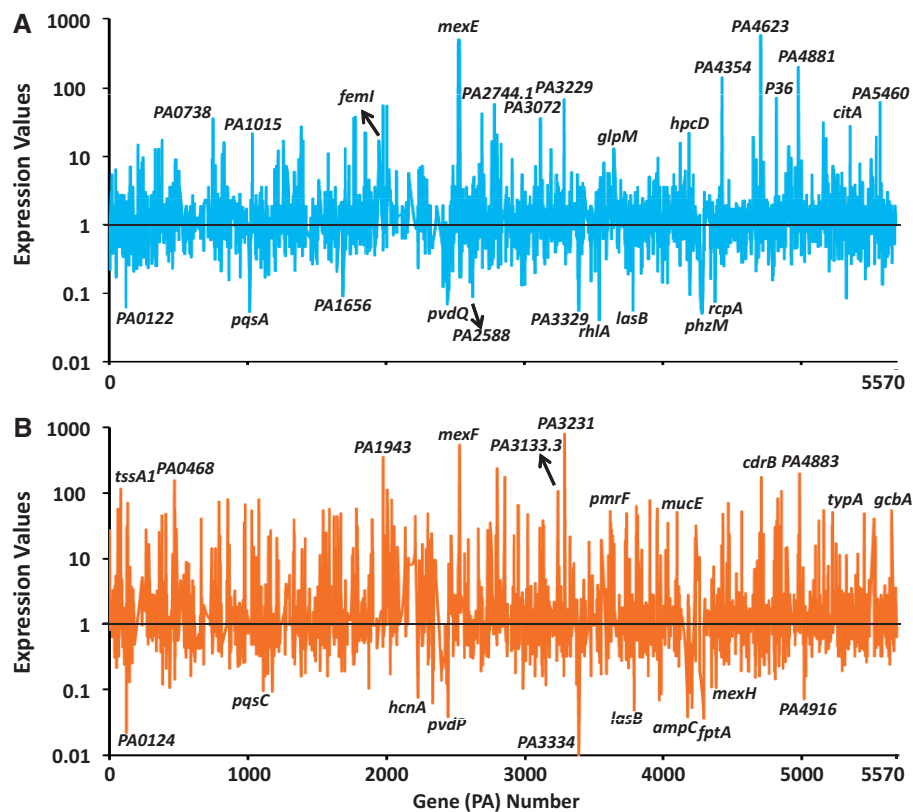 A
Expression Values
1000
100
10
1
0.1
0.01
0
5570
PA0738
PA1015
femI
mexE
PA2744.1
PA3072
PA3229
glpM
hpcD
PA4354
PA4623
P36
PA4881
citA
PA5460
PA0122
pqsA
PA1656
pvdQ
PA2588
PA3329
rhlA
lasB
phzM
rcpA
B
Expression Values
1000
100
10
1
0.1
0.01
tssA1
PA0468
PA1943
mexF
PA3133.3
PA3231
pmrF
mucE
cdrB
PA4883
typA
gcbA
PA0124
pqsC
hcnA
pvdP
PA3334
lasB
ampC
fptA
mexH
PA4916
0
1000
2000
3000
4000
5000
5570
Gene (PA) Number